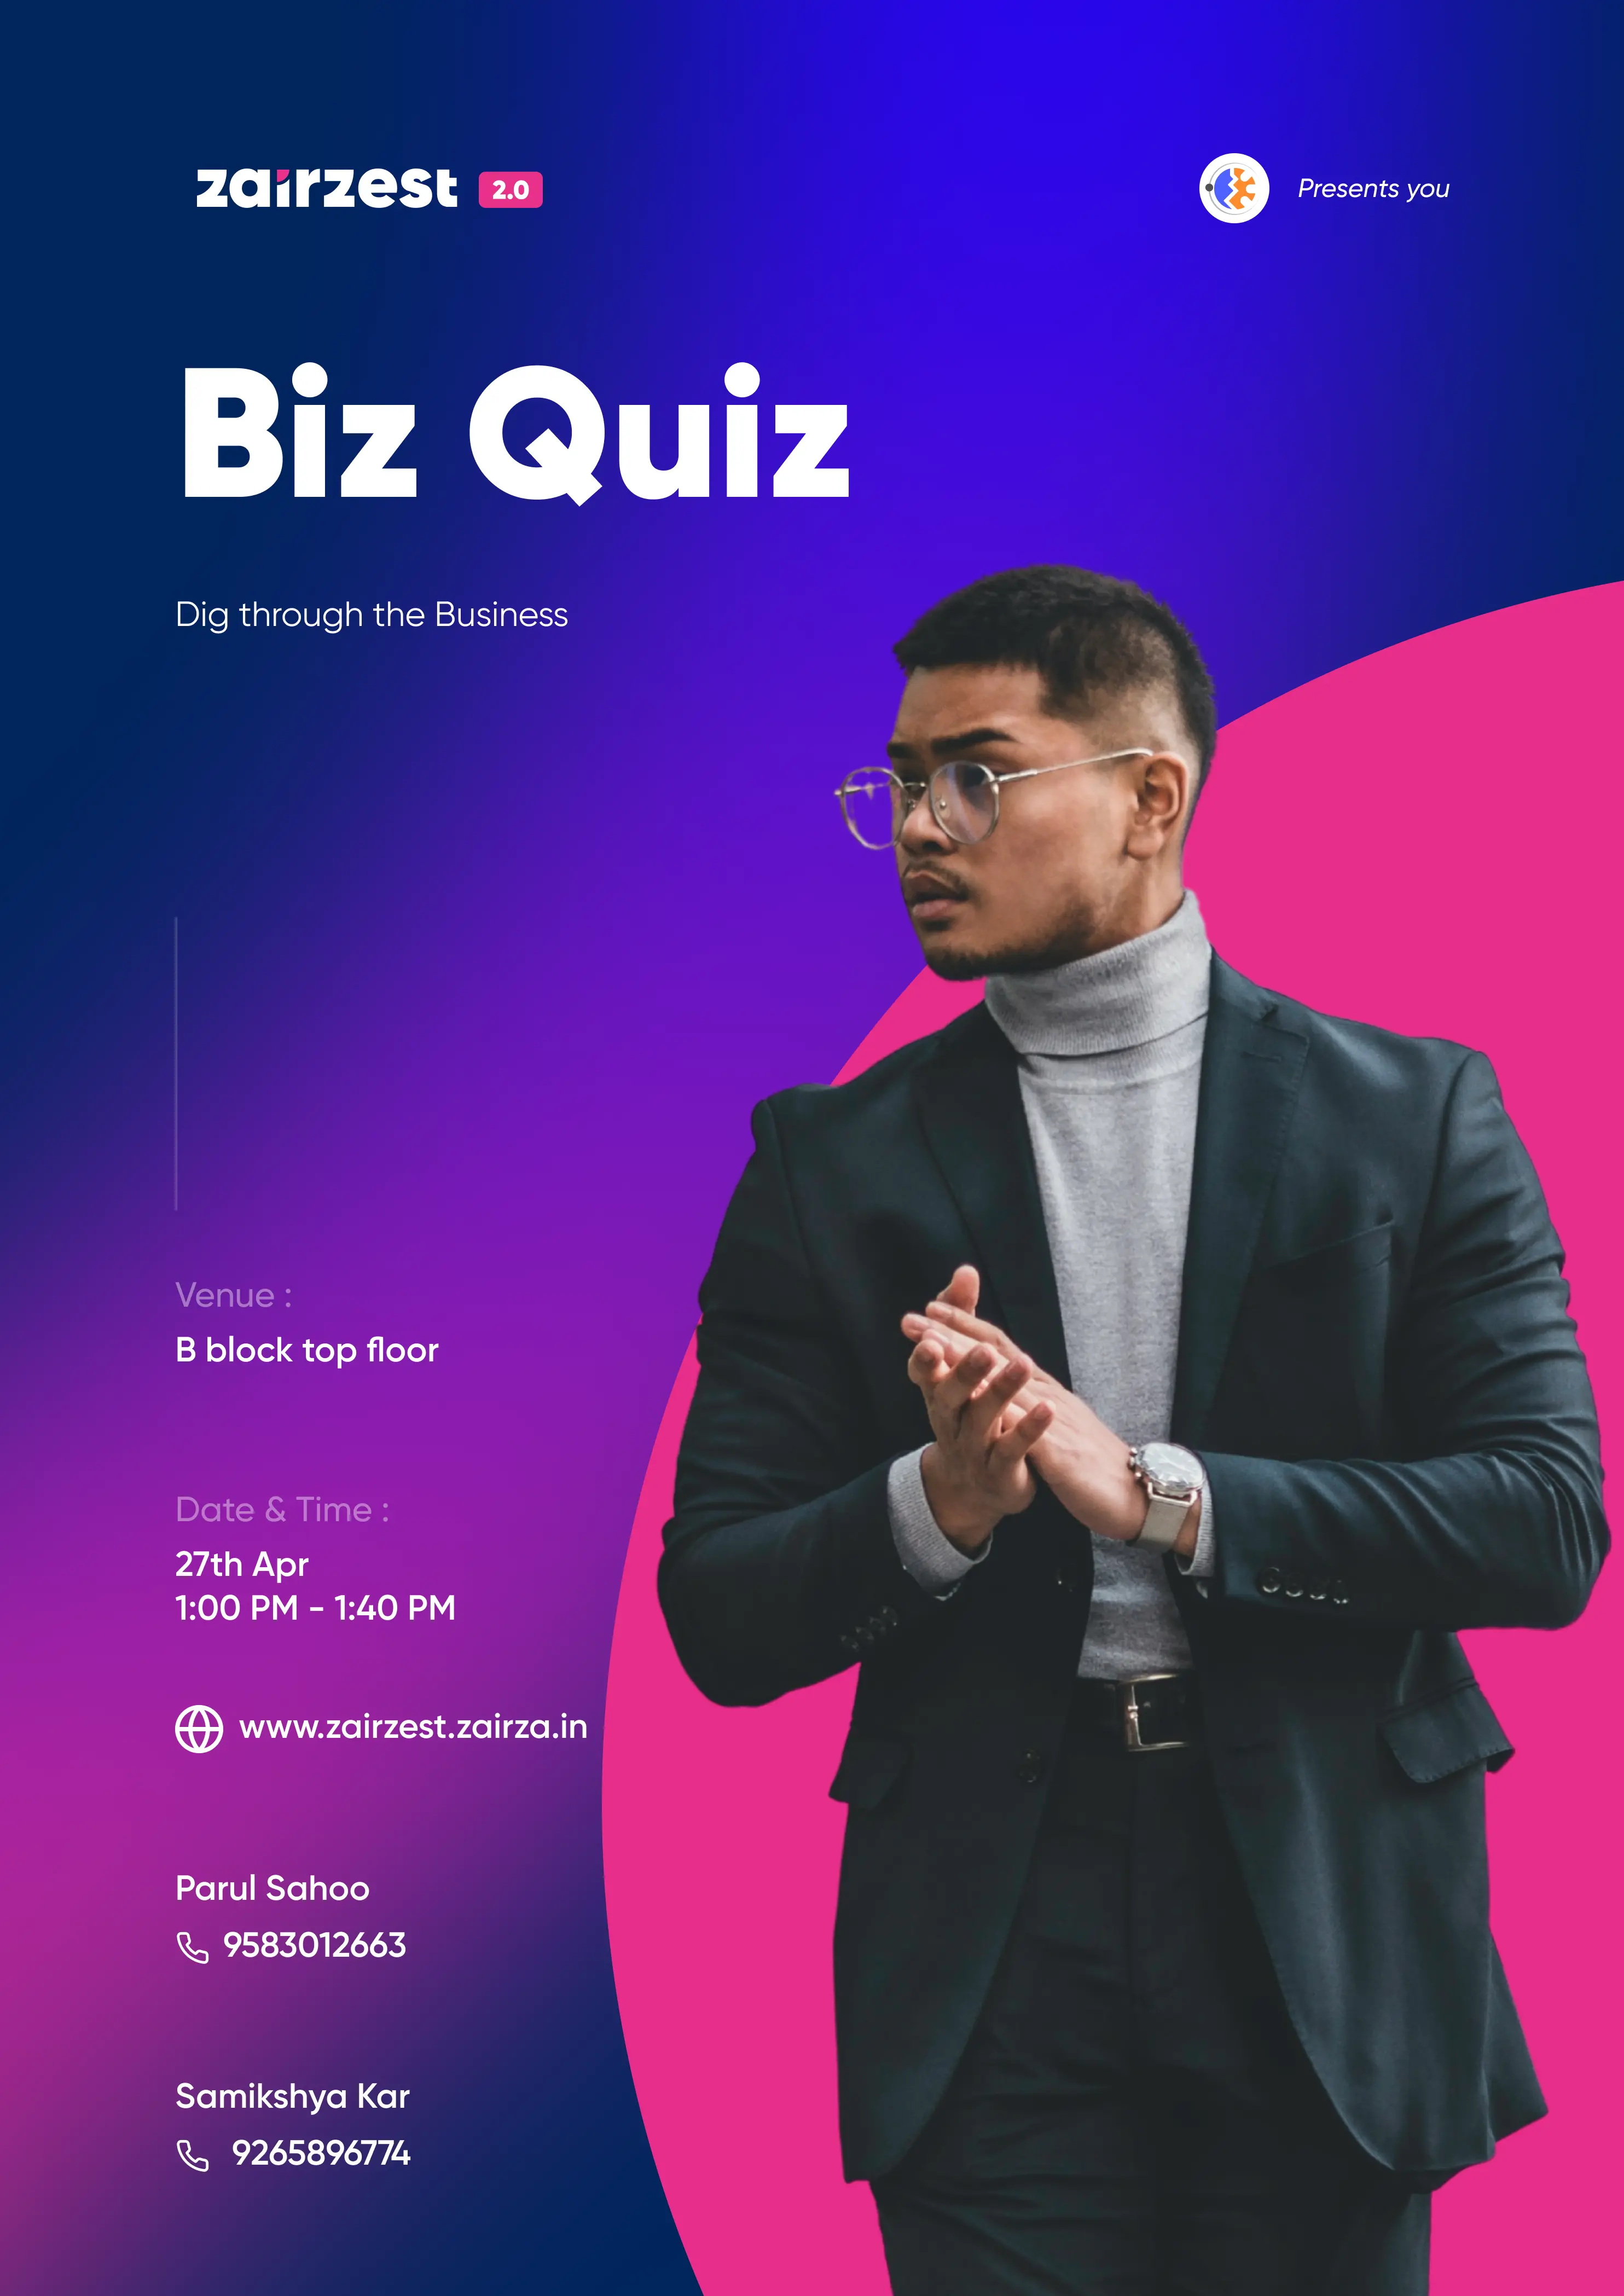 zairzest 2.0
Presents you
Biz Quiz
Dig through the Business
Venue :
B block top floor
Date & Time :
27th Apr
1:00 PM - 1:40 PM
www.zairzest.zairza.in
Parul Sahoo
9583012663
Samikshya Kar
9265896774